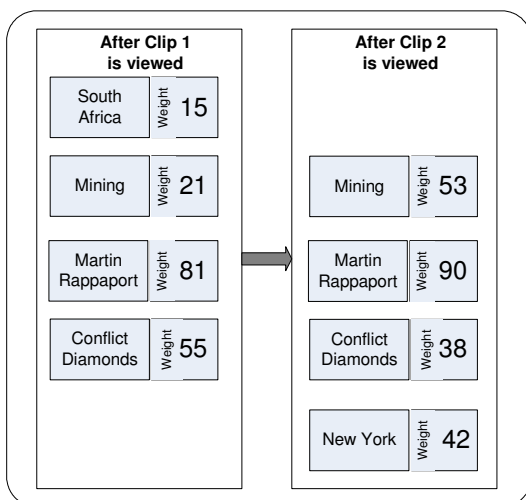 After Clip 1
is viewed
South
Africa
Weight
15
Mining
Weight
21
Martin
Rappaport
Weight
81
Conflict
Diamonds
Weight
55
After Clip 2
is viewed
Mining
Weight
53
Martin
Rappaport
Weight
90
Conflict
Diamonds
Weight
38
New York
Weight
42